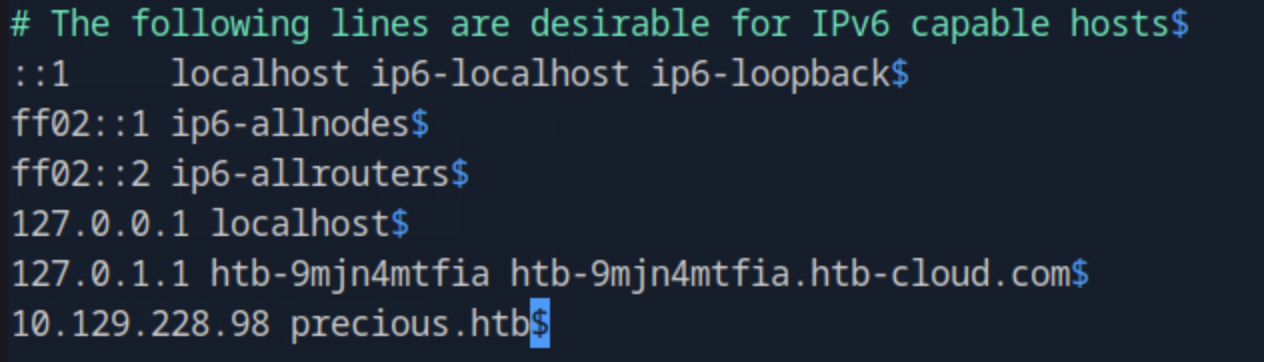 # The following lines are desirable for IPv6 capable hosts$
::1     localhost ip6-localhost ip6-loopback$
ff02::1 ip6-allnodes$
ff02::2 ip6-allrouters$
127.0.0.1 localhost$
127.0.1.1 htb-9mjn4mtfia htb-9mjn4mtfia.htb-cloud.com$
10.129.228.98 precious.htb$